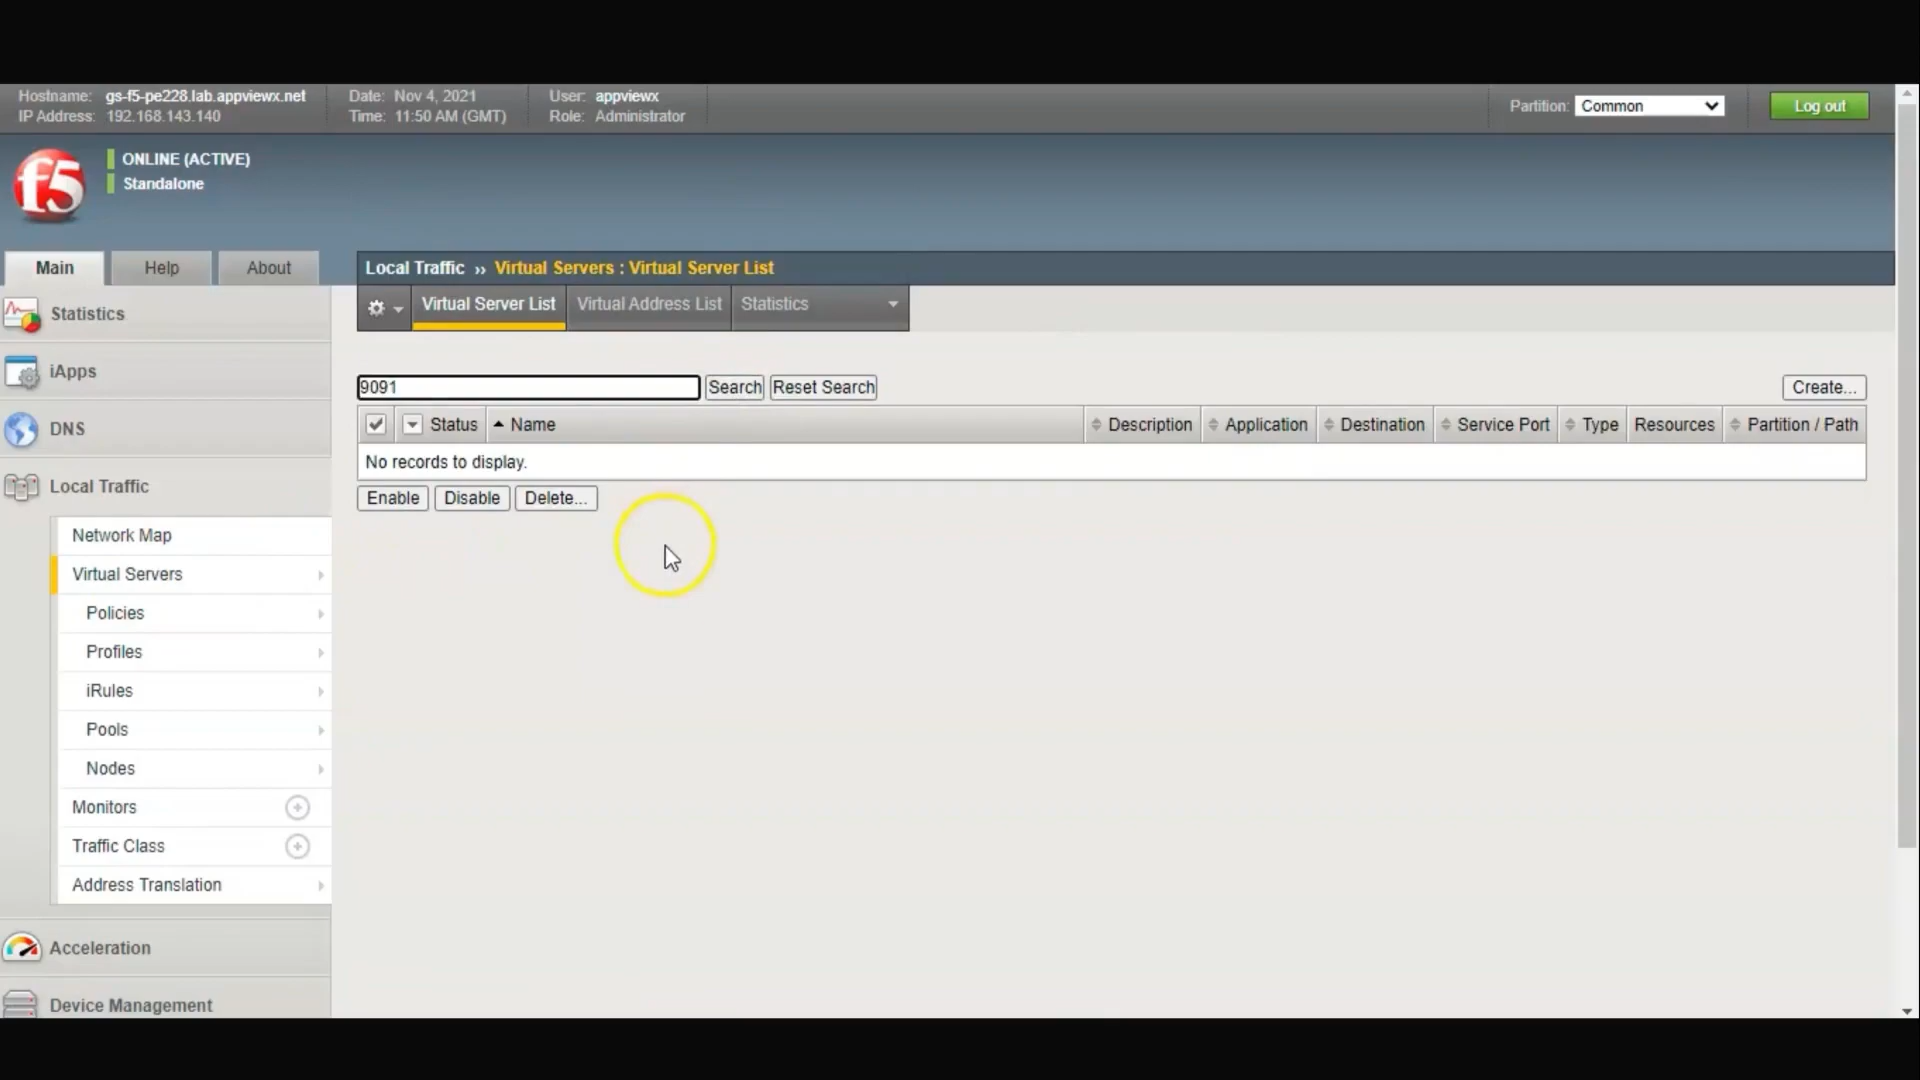 Hostname: gs-f5-pe228.lab.appviewx.net Date: Nov 4, 2021 User: appviewx
IP Address: 192.168.143.140 Time: 11:50 AM (GMT) Role: Administrator
Partition: Common Log out
f5
ONLINE (ACTIVE)
Standalone
Main Help About
Local Traffic ›› Virtual Servers : Virtual Server List
Virtual Server List Virtual Address List Statistics
Statistics
iApps
DNS
Local Traffic
Network Map
Virtual Servers
Policies
Profiles
iRules
Pools
Nodes
Monitors
Traffic Class
Address Translation
Acceleration
Device Management
9091 Search Reset Search Create...
Status Name Description Application Destination Service Port Type Resources Partition / Path
No records to display.
Enable Disable Delete...